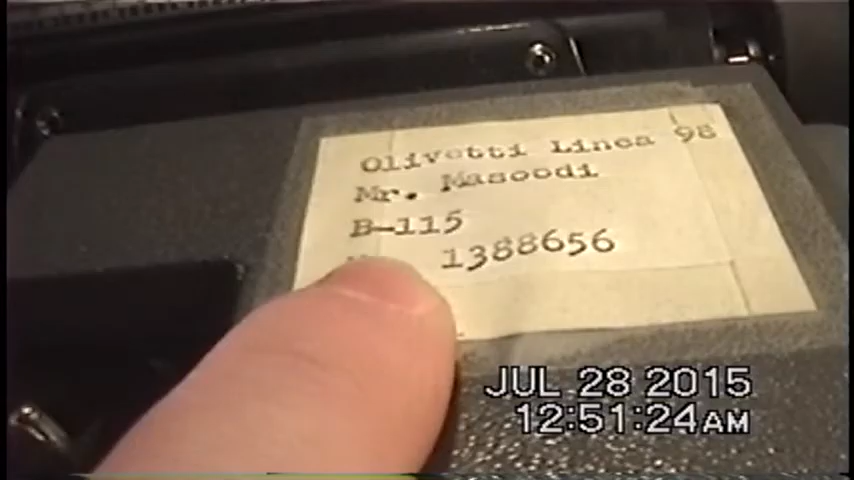 Olivetti Linea 98
Mr. Masoodi
B-115
1388656
JUL 28 2015
12:51:24AM